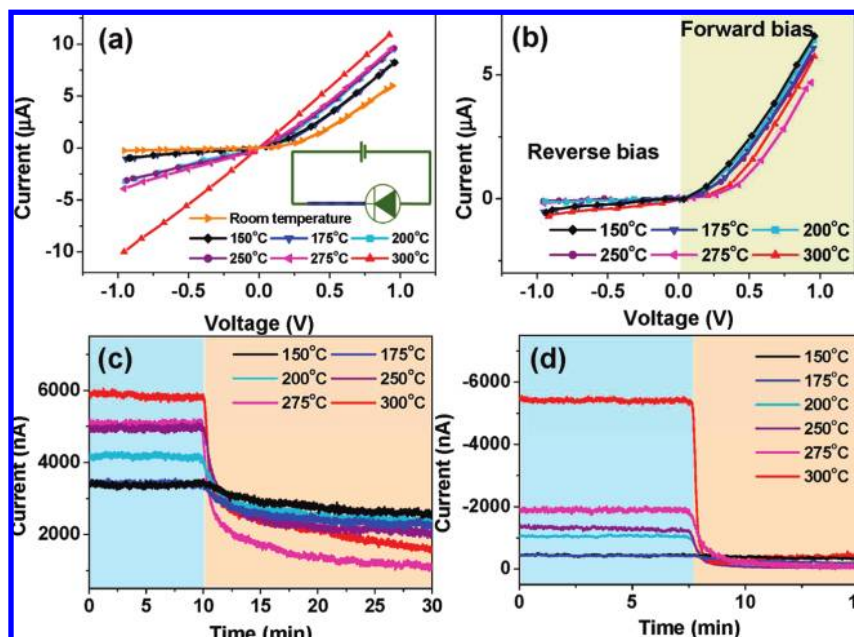 (a)
10
5
0
-5
-10
Current (µA)
Room temperature
150°C 175°C 200°C
250°C 275°C 300°C
-1.0 -0.5 0.0 0.5 1.0
Voltage (V)
(b)
Forward bias
Reverse bias
5
0
Current (µA)
150°C 175°C 200°C
250°C 275°C 300°C
-1.0 -0.5 0.0 0.5 1.0
Voltage (V)
(c)
150°C 175°C
200°C 250°C
275°C 300°C
6000
4000
2000
Current (nA)
0 5 10 15 20 25 30
Time (min)
(d)
150°C
175°C
200°C
250°C
275°C
300°C
-6000
-4000
-2000
0
Current (nA)
0 5 10
Time (min)